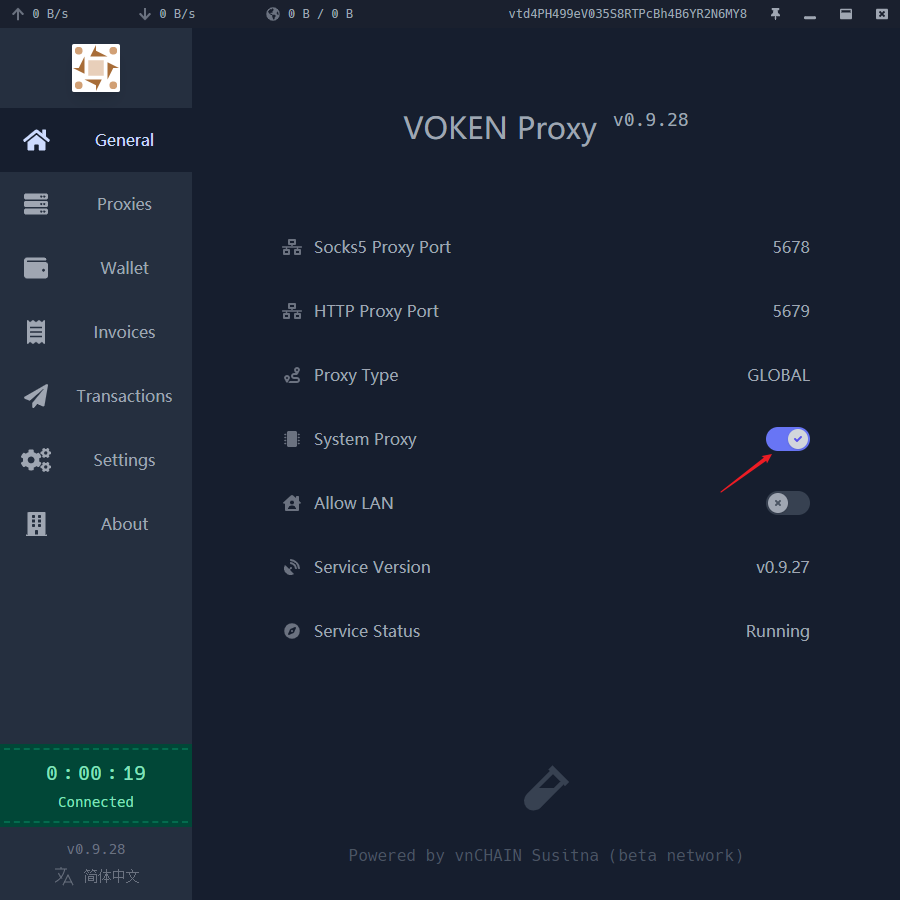 0 B/s 0 B/s 0 B / 0 B vtd4PH499eV035S8RTPcBh4B6YR2N6MY8
General
Proxies
Wallet
Invoices
Transactions
Settings
About
0:00:19
Connected
v0.9.28
简体中文
VOKEN Proxy v0.9.28
Socks5 Proxy Port 5678
HTTP Proxy Port 5679
Proxy Type GLOBAL
System Proxy
Allow LAN
Service Version v0.9.27
Service Status Running
Powered by vnCHAIN Susitna (beta network)